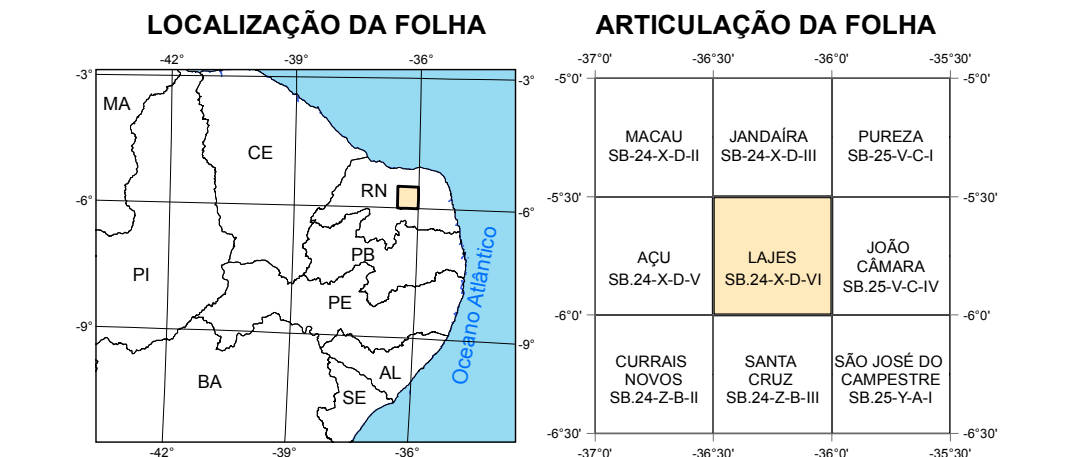 LOCALIZAÇÃO DA FOLHA
-42° -39° -36°
-3° -3°
MA
CE
RN
-6° -6°
PB
PI
PE
Oceano Atlântico
-9° -9°
BA
AL
SE
-42° -39° -36°
ARTICULAÇÃO DA FOLHA
-37°0' -36°30' -36°0' -35°30'
-5°0' -5°0'
MACAU
SB-24-X-D-II
JANDAÍRA
SB-24-X-D-III
PUREZA
SB-25-V-C-I
-5°30' -5°30'
AÇU
SB.24-X-D-V
LAJES
SB.24-X-D-VI
JOÃO
CÂMARA
SB.25-V-C-IV
-6°0' -6°0'
CURRAIS
NOVOS
SB.24-Z-B-II
SANTA
CRUZ
SB.24-Z-B-III
SÃO JOSÉ DO
CAMPESTRE
SB.25-Y-A-I
-6°30' -6°30'
-37°0' -36°30' -36°0' -35°30'